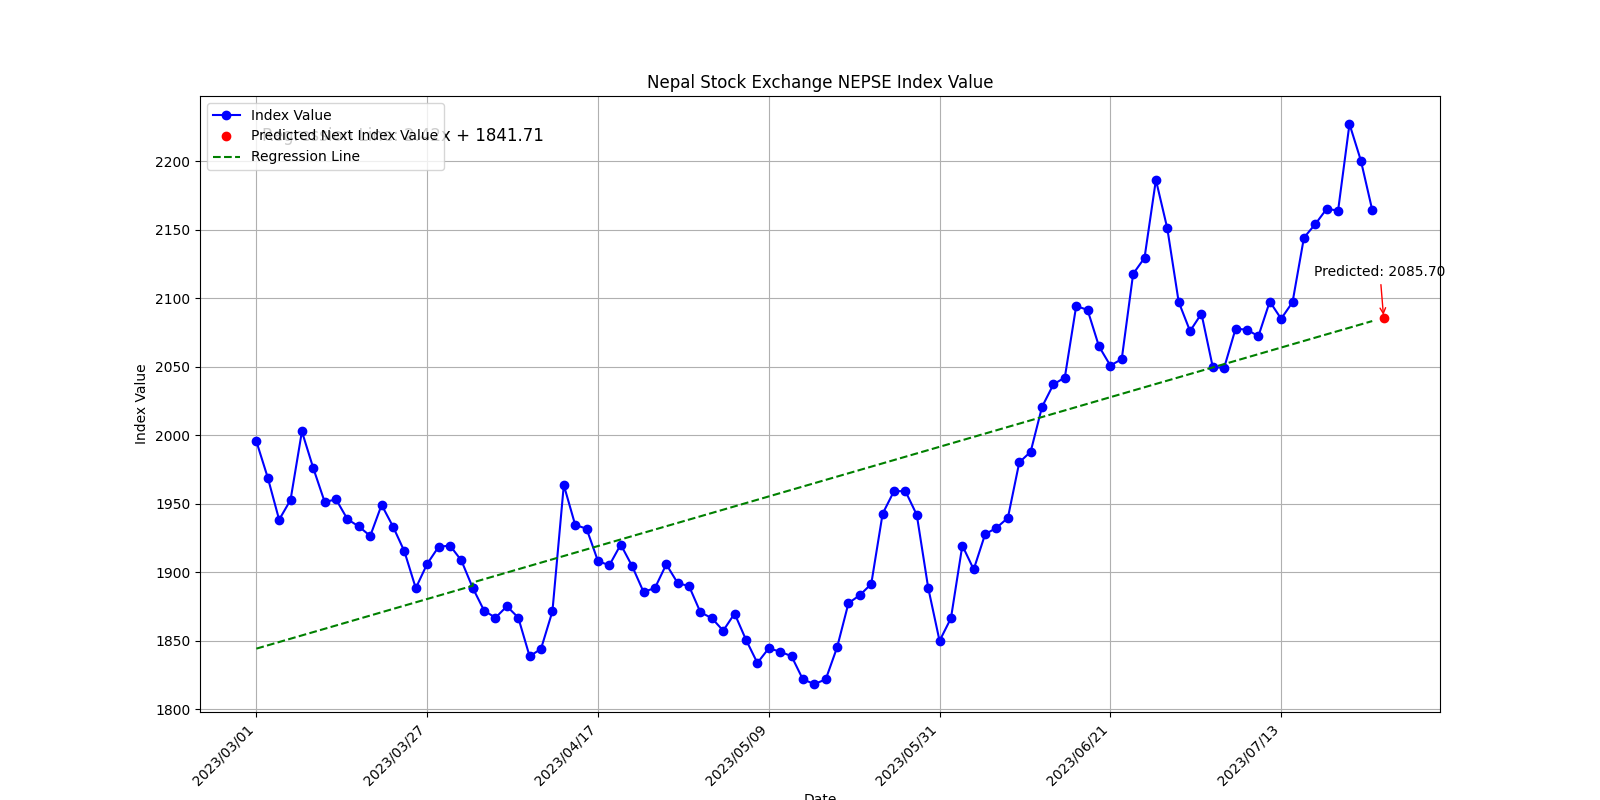 Nepal Stock Exchange NEPSE Index Value
Index Value
Predicted Next Index Value
x + 1841.71
Regression Line
2200
2150
2100
2050
2000
1950
1900
1850
1800
Index Value
Predicted: 2085.70
2023/03/01
2023/03/27
2023/04/17
2023/05/09
2023/05/31
2023/06/21
2023/07/13
Date